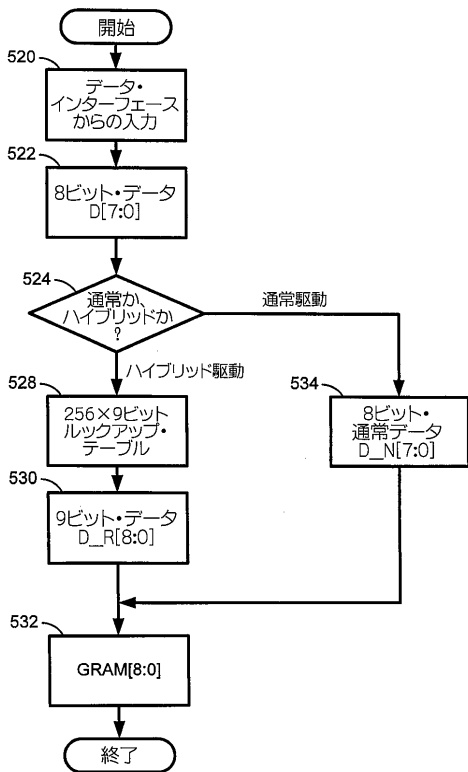 開始
520
データ・
インターフェース
からの入力
522
8ビット・データ
D[7:0]
524
通常か、
ハイブリッドか
?
通常駆動
ハイブリッド駆動
528
256×9ビット
ルックアップ・
テーブル
534
8ビット・
通常データ
D_N[7:0]
530
9ビット・データ
D_R[8:0]
532
GRAM[8:0]
終了